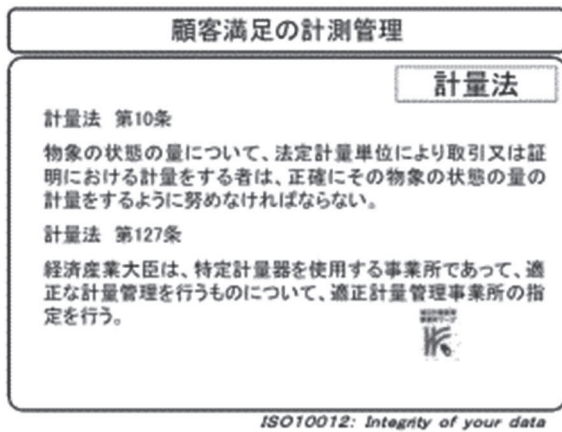 顧客満足の計測管理
計量法
計量法 第10条
物象の状態の量について、法定計量単位により取引又は証
明における計量をする者は、正確にその物象の状態の量の
計量をするように努めなければならない。
計量法 第127条
経済産業大臣は、特定計量器を使用する事業所であって、適
正な計量管理を行うものについて、適正計量管理事業所の指
定を行う。
ISO10012: Integrity of your data